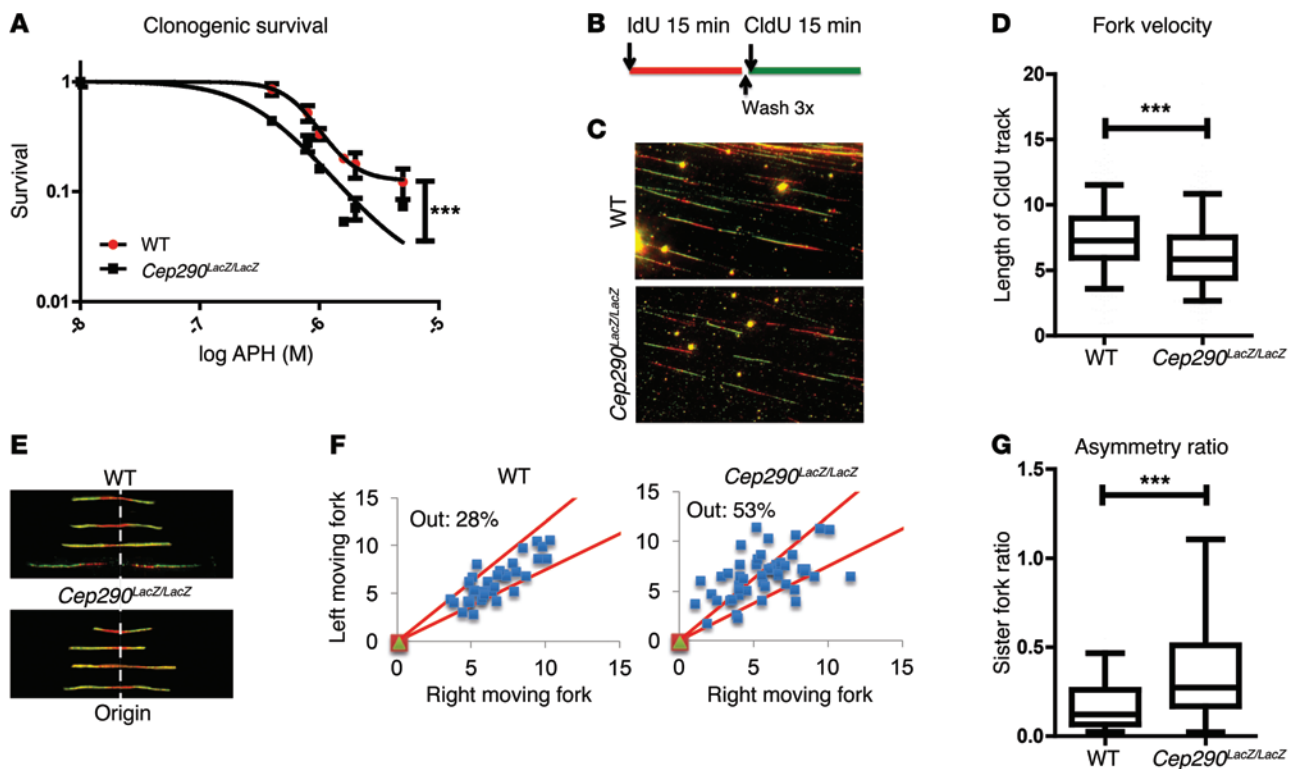 A
Clonogenic survival
1
0.1
0.01
Survival
***
WT
Cep290LacZ/LacZ
-8
-7
-6
-5
log APH (M)
B
IdU 15 min
CldU 15 min
Wash 3x
C
WT
Cep290LacZ/LacZ
D
Fork velocity
***
20
15
10
5
0
Length of CldU track
WT
Cep290LacZ/LacZ
E
WT
Cep290LacZ/LacZ
Origin
F
WT
Out: 28%
15
10
5
0
Left moving fork
0 5 10 15
Right moving fork
Cep290LacZ/LacZ
Out: 53%
15
10
5
0
0 5 10 15
Right moving fork
G
Asymmetry ratio
***
1.5
1.0
0.5
0.0
Sister fork ratio
WT
Cep290LacZ/LacZ